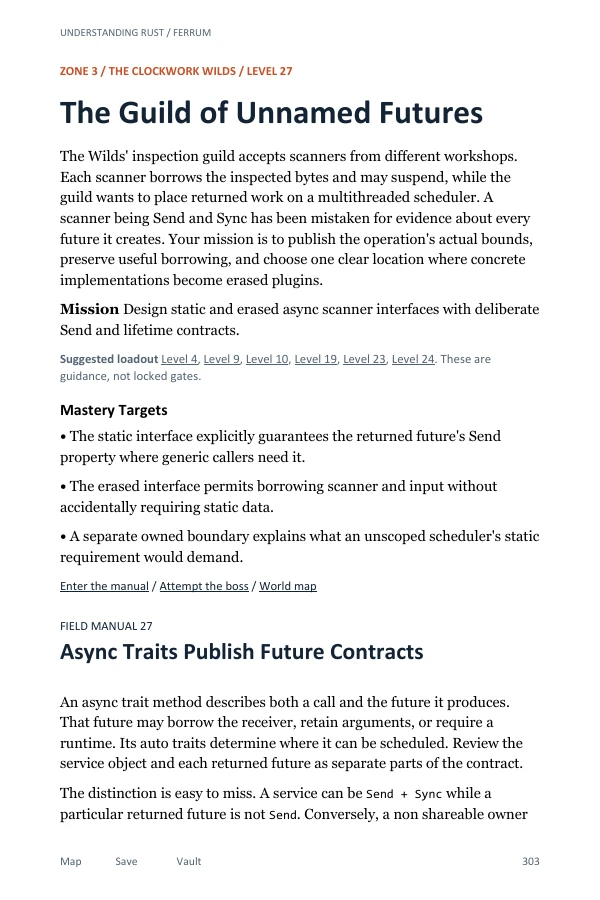 UNDERSTANDING RUST / FERRUM
ZONE 3 / THE CLOCKWORK WILDS / LEVEL 27
The Guild of Unnamed Futures
The Wilds' inspection guild accepts scanners from different workshops.
Each scanner borrows the inspected bytes and may suspend, while the
guild wants to place returned work on a multithreaded scheduler. A
scanner being Send and Sync has been mistaken for evidence about every
future it creates. Your mission is to publish the operation's actual bounds,
preserve useful borrowing, and choose one clear location where concrete
implementations become erased plugins.
Mission Design static and erased async scanner interfaces with deliberate
Send and lifetime contracts.
Suggested loadout Level 4, Level 9, Level 10, Level 19, Level 23, Level 24. These are
guidance, not locked gates.
Mastery Targets
• The static interface explicitly guarantees the returned future's Send
property where generic callers need it.
• The erased interface permits borrowing scanner and input without
accidentally requiring static data.
• A separate owned boundary explains what an unscoped scheduler's static
requirement would demand.
Enter the manual / Attempt the boss / World map
FIELD MANUAL 27
Async Traits Publish Future Contracts
An async trait method describes both a call and the future it produces.
That future may borrow the receiver, retain arguments, or require a
runtime. Its auto traits determine where it can be scheduled. Review the
service object and each returned future as separate parts of the contract.
The distinction is easy to miss. A service can be Send + Sync while a
particular returned future is not Send. Conversely, a non shareable owner
Map Save Vault 303